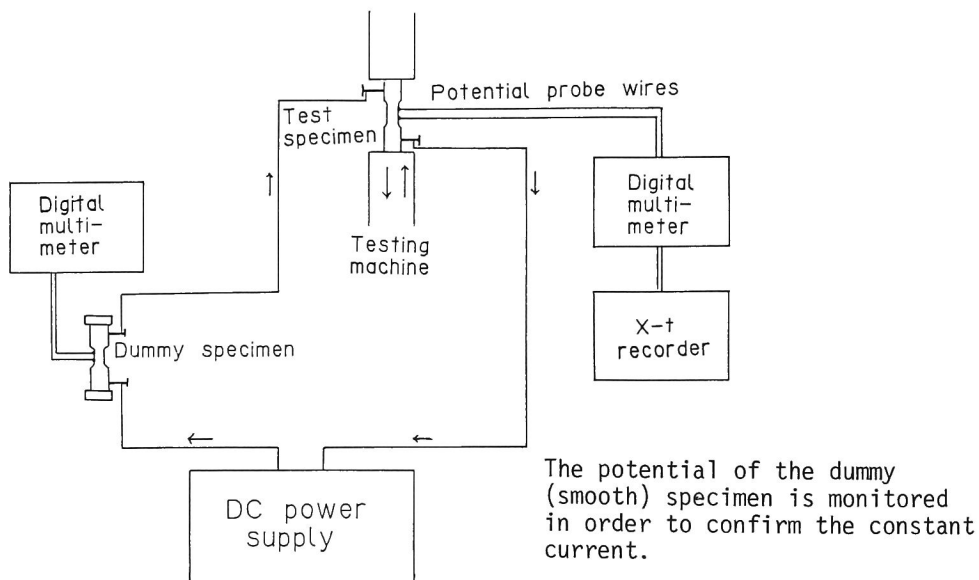 Potential probe wires
Test
specimen
Digital
multi-
meter
Digital
multi-
meter
Testing
machine
X-t
recorder
Dummy specimen
DC power
supply
The potential of the dummy
(smooth) specimen is monitored
in order to confirm the constant
current.